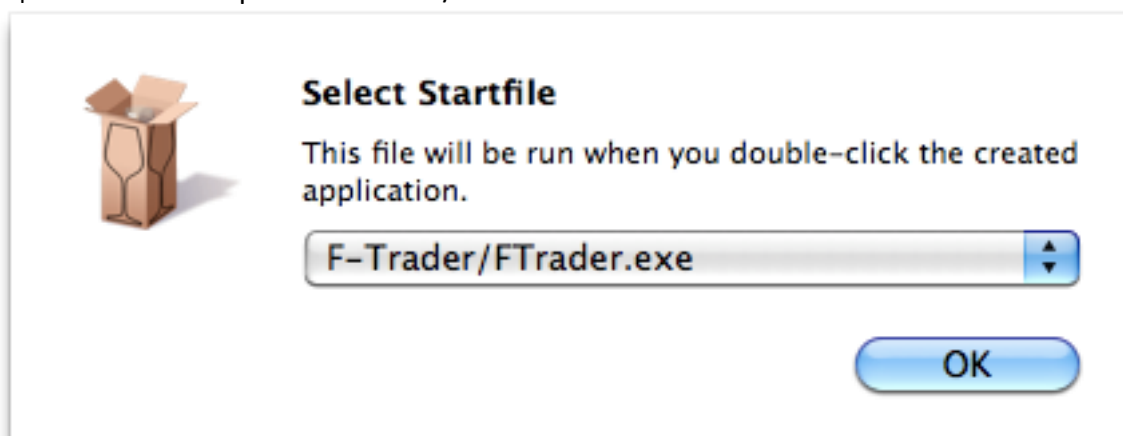 Select Startfile
This file will be run when you double-click the created
application.
F-Trader/FTrader.exe
OK